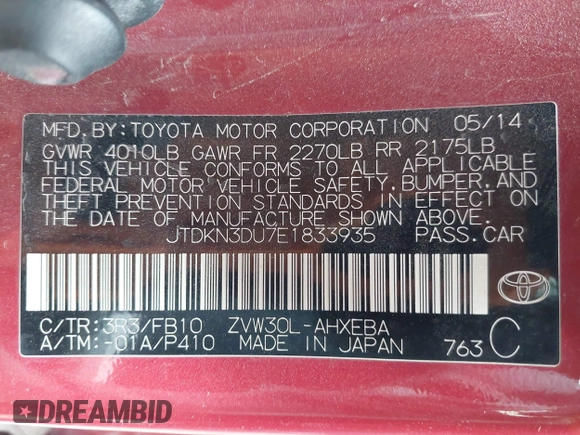 MFD. BY: TOYOTA MOTOR CORPORATION 05/14
GVWR 4010LB GAWR FR 2270LB RR 2175LB
THIS VEHICLE CONFORMS TO ALL APPLICABLE
FEDERAL MOTOR VEHICLE SAFETY, BUMPER, AND
THEFT PREVENTION STANDARDS IN EFFECT ON
THE DATE OF MANUFACTURE SHOWN ABOVE.
JTDKN3DU7E1833935 PASS. CAR
C/TR: 3R3/FB10 ZVW30L-AHXEBA
A/TM: -01A/P410 MADE IN JAPAN 763 C
DREAMBID